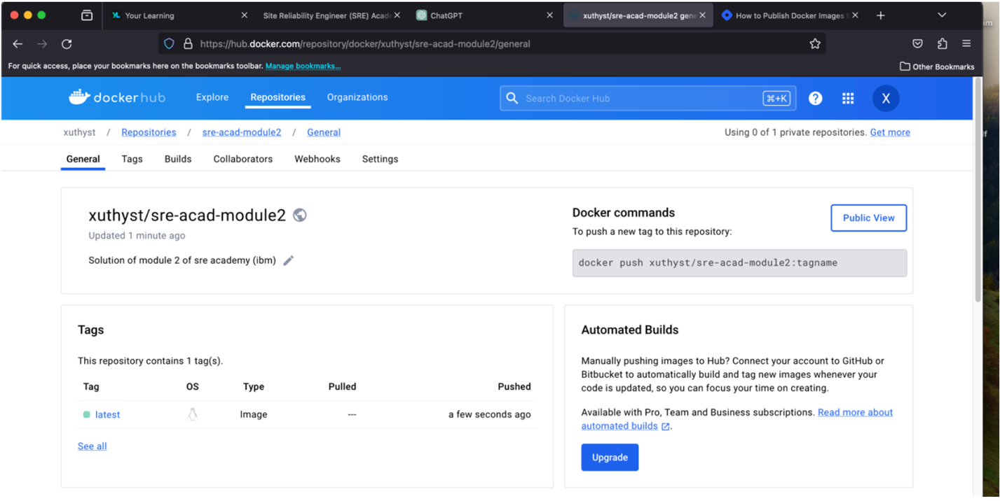 Your Learning
Site Reliability Engineer (SRE) Acade
ChatGPT
xuthyst/sre-acad-module2 gene
How to Publish Docker Images
https://hub.docker.com/repository/docker/xuthyst/sre-acad-module2/general
For quick access, place your bookmarks here on the bookmarks toolbar. Manage bookmarks...
Other Bookmarks
dockerhub
Explore
Repositories
Organizations
Search Docker Hub
⌘+K
?
X
xuthyst / Repositories / sre-acad-module2 / General
Using 0 of 1 private repositories. Get more
General
Tags
Builds
Collaborators
Webhooks
Settings
xuthyst/sre-acad-module2
Updated 1 minute ago
Solution of module 2 of sre academy (ibm)
Docker commands
Public View
To push a new tag to this repository:
docker push xuthyst/sre-acad-module2:tagname
Tags
This repository contains 1 tag(s).
Tag OS Type Pulled Pushed
latest Image --- a few seconds ago
See all
Automated Builds
Manually pushing images to Hub? Connect your account to GitHub or
Bitbucket to automatically build and tag new images whenever your
code is updated, so you can focus your time on creating.
Available with Pro, Team and Business subscriptions. Read more about
automated builds.
Upgrade